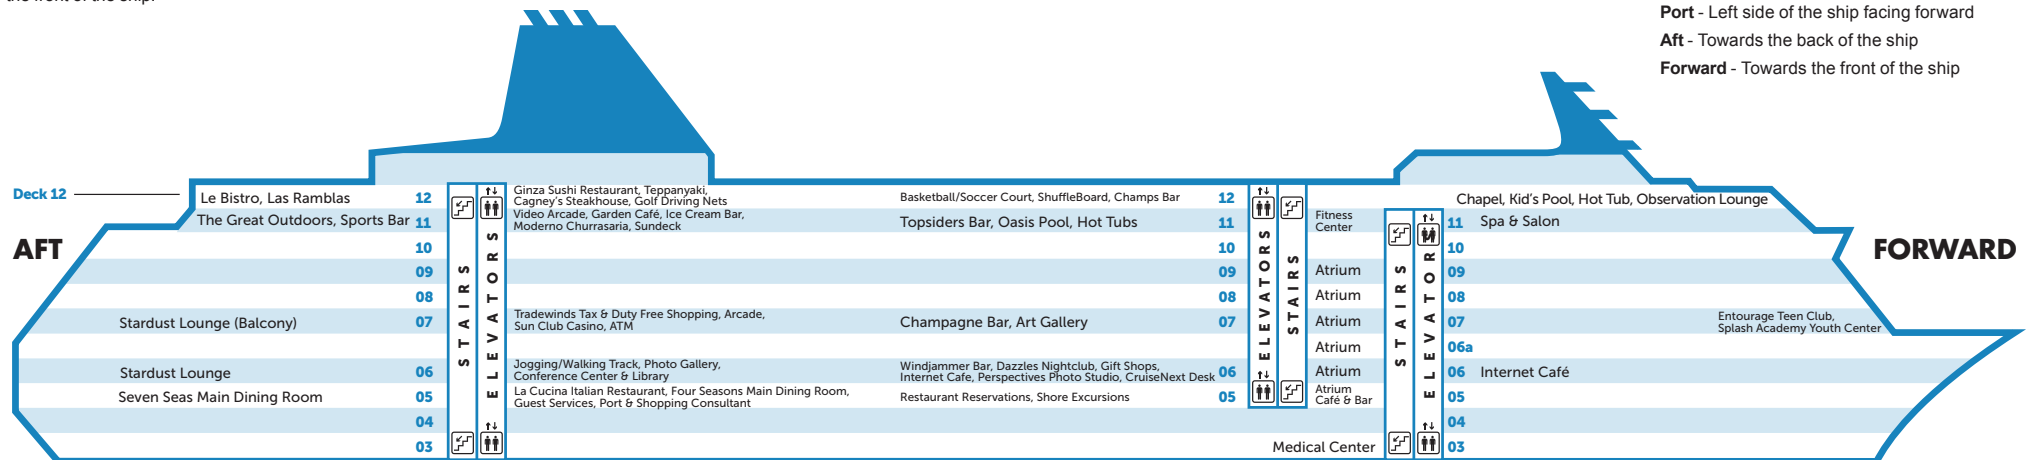 the front of the ship.
Port - Left side of the ship facing forward
Aft - Towards the back of the ship
Forward - Towards the front of the ship
Deck 12
AFT
FORWARD
Le Bistro, Las Ramblas
12
Ginza Sushi Restaurant, Teppanyaki,
Cagney's Steakhouse, Golf Driving Nets
Basketball/Soccer Court, ShuffleBoard, Champs Bar
12
Chapel, Kid's Pool, Hot Tub, Observation Lounge
The Great Outdoors, Sports Bar
11
Video Arcade, Garden Café, Ice Cream Bar,
Moderno Churrasaria, Sundeck
Topsiders Bar, Oasis Pool, Hot Tubs
11
Fitness
Center
11
Spa & Salon
10
10
10
09
09
Atrium
09
08
08
Atrium
08
Stardust Lounge (Balcony)
07
Tradewinds Tax & Duty Free Shopping, Arcade,
Sun Club Casino, ATM
Champagne Bar, Art Gallery
07
Atrium
07
Entourage Teen Club,
Splash Academy Youth Center
Atrium
06a
Stardust Lounge
06
Jogging/Walking Track, Photo Gallery,
Conference Center & Library
Windjammer Bar, Dazzles Nightclub, Gift Shops,
Internet Cafe, Perspectives Photo Studio, CruiseNext Desk
06
Atrium
06
Internet Café
Seven Seas Main Dining Room
05
La Cucina Italian Restaurant, Four Seasons Main Dining Room,
Guest Services, Port & Shopping Consultant
Restaurant Reservations, Shore Excursions
05
Atrium
Café & Bar
05
04
04
03
Medical Center
03
STAIRS
ELEVATORS
ELEVATORS
STAIRS
STAIRS
ELEVATORS